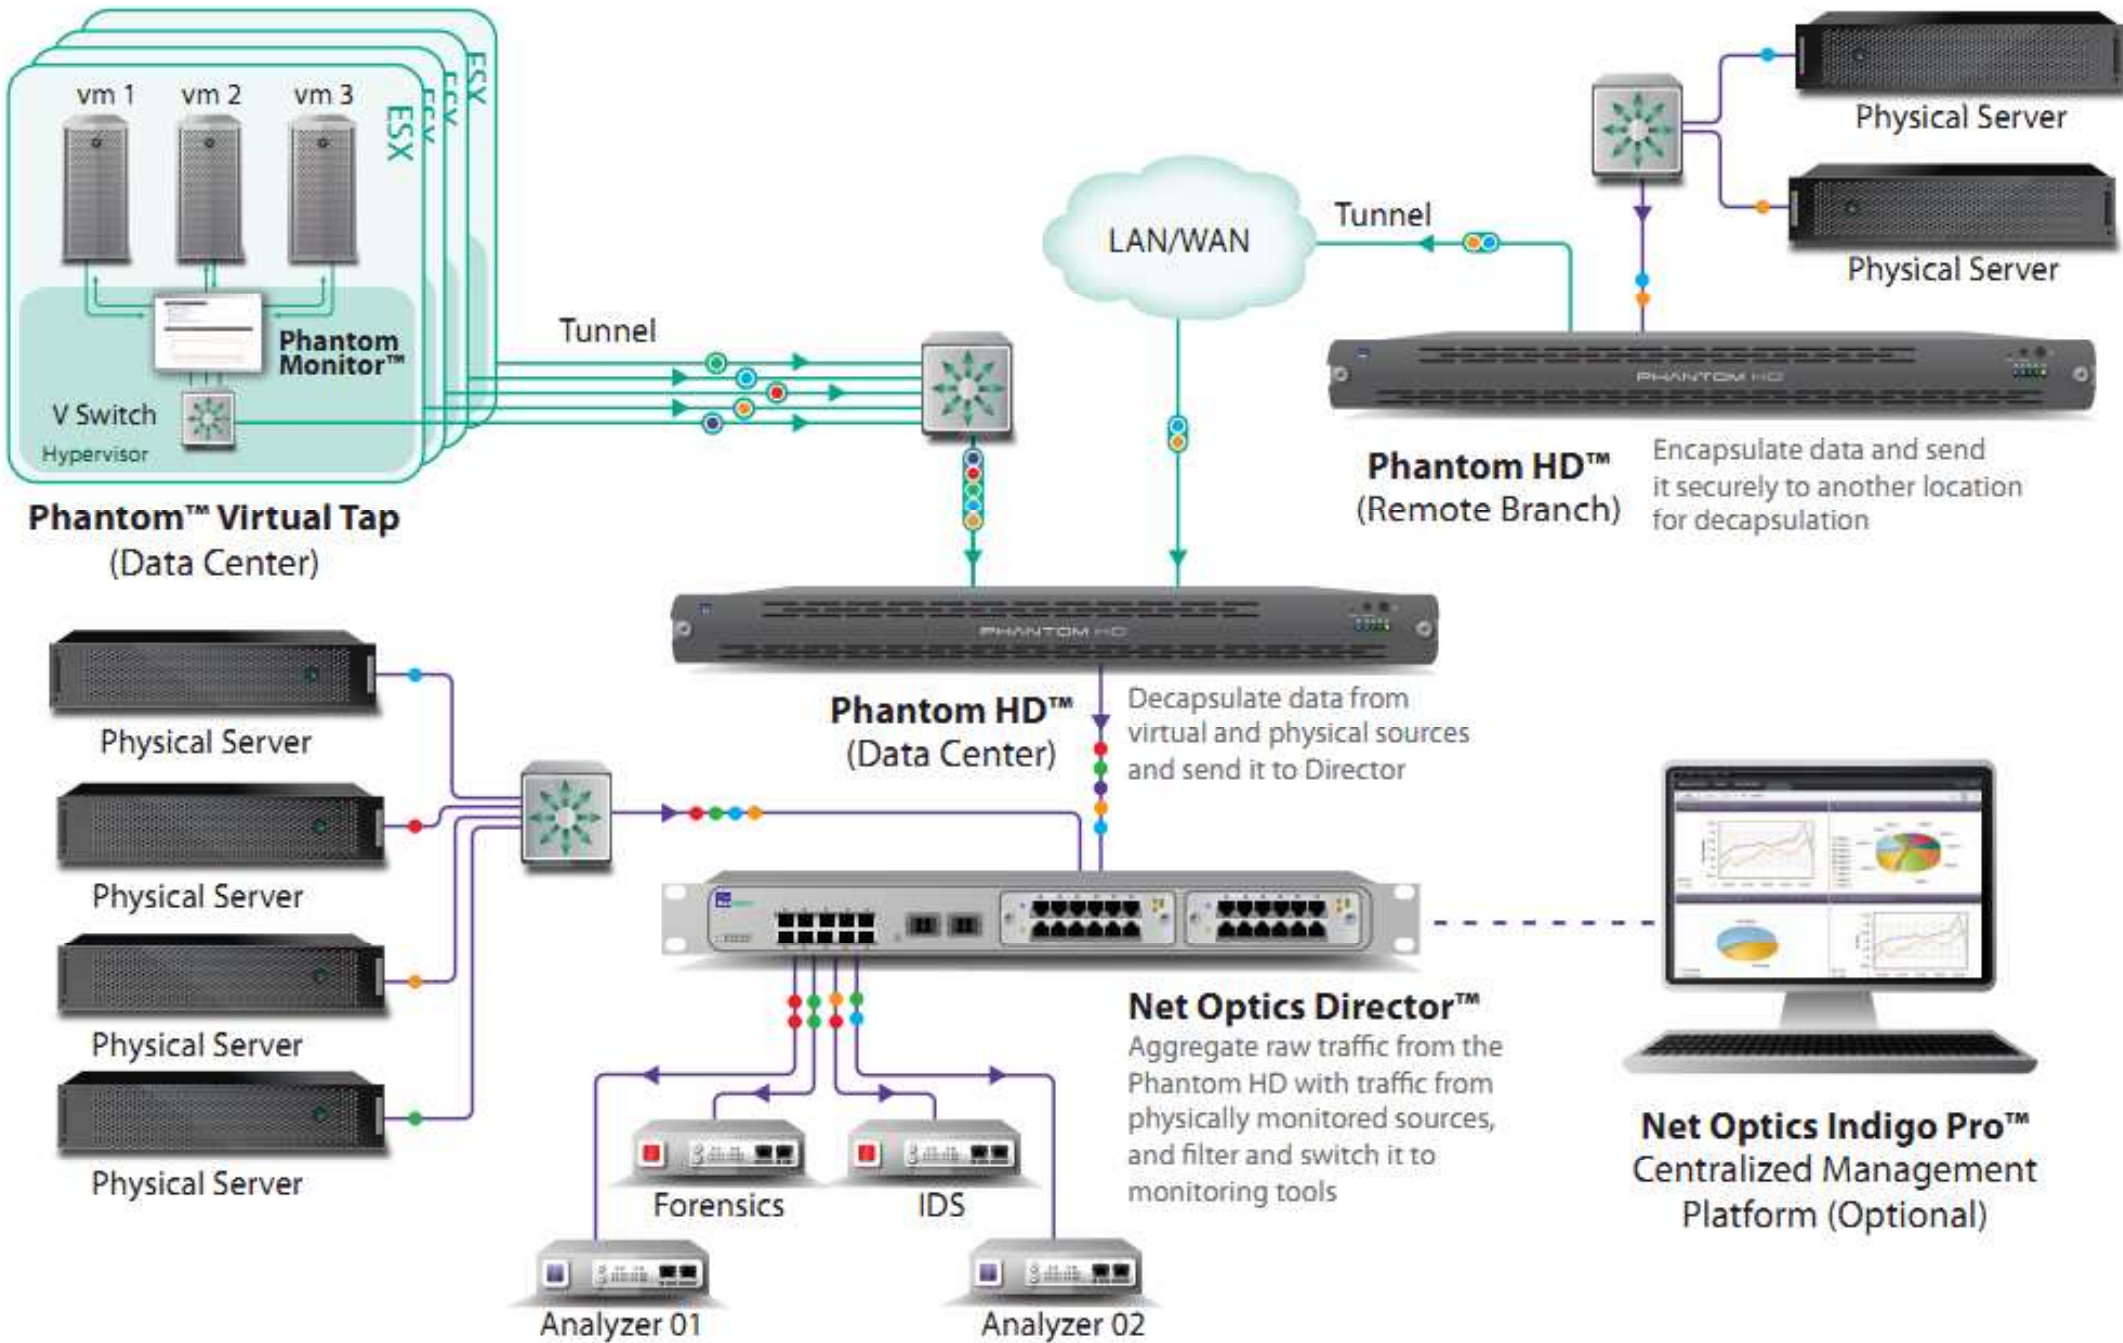 vm 1
vm 2
vm 3
ESX
ESX
ESX
ESX
Phantom
Monitor™
V Switch
Hypervisor
Phantom™ Virtual Tap
(Data Center)
Tunnel
LAN/WAN
Tunnel
Physical Server
Physical Server
PHANTOM HD
Phantom HD™
(Remote Branch)
Encapsulate data and send
it securely to another location
for decapsulation
PHANTOM HD
Phantom HD™
(Data Center)
Decapsulate data from
virtual and physical sources
and send it to Director
Physical Server
Physical Server
Physical Server
Physical Server
Net Optics Director™
Aggregate raw traffic from the
Phantom HD with traffic from
physically monitored sources,
and filter and switch it to
monitoring tools
Forensics
IDS
Analyzer 01
Analyzer 02
Net Optics Indigo Pro™
Centralized Management
Platform (Optional)